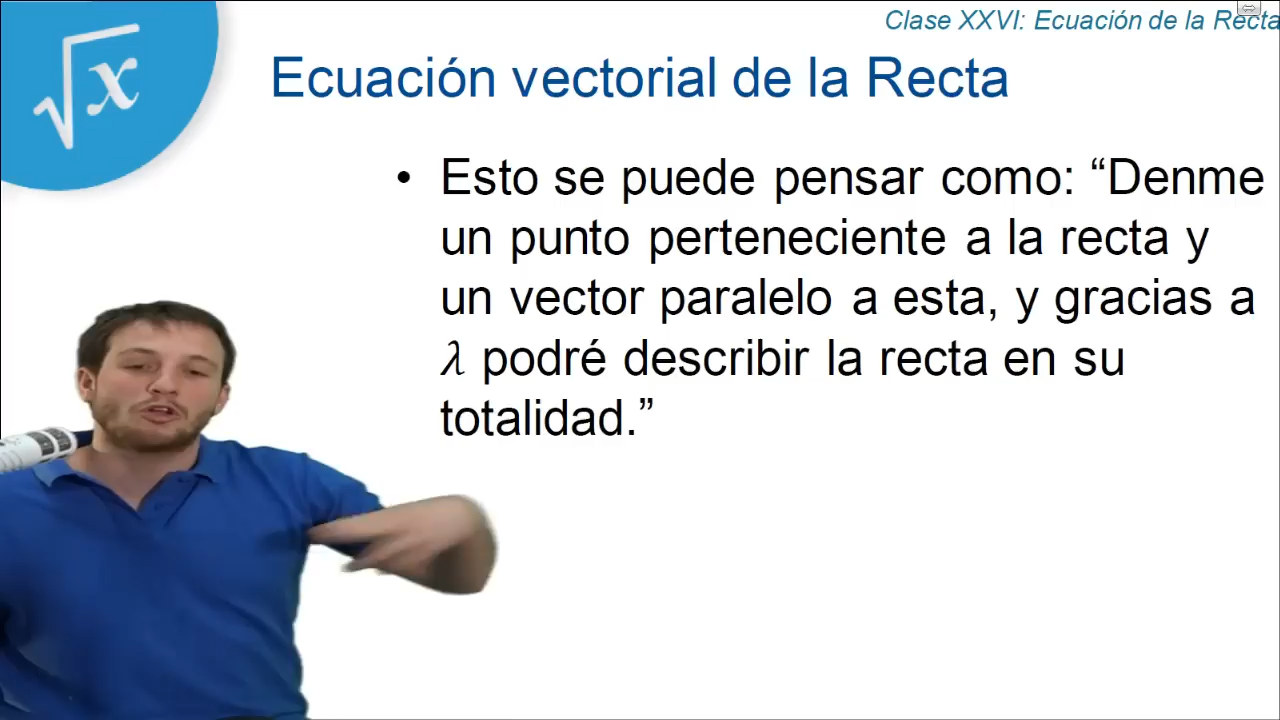 Clase XXVI: Ecuación de la Recta
√x
Ecuación vectorial de la Recta
• Esto se puede pensar como: “Denme
un punto perteneciente a la recta y
un vector paralelo a esta, y gracias a
λ podré describir la recta en su
totalidad.”